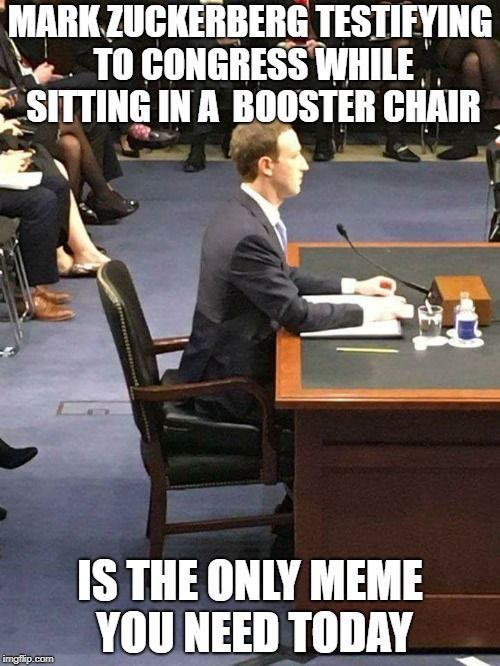 MARK ZUCKERBERG TESTIFYING
TO CONGRESS WHILE
SITTING IN A BOOSTER CHAIR
IS THE ONLY MEME
YOU NEED TODAY
imgflip.com